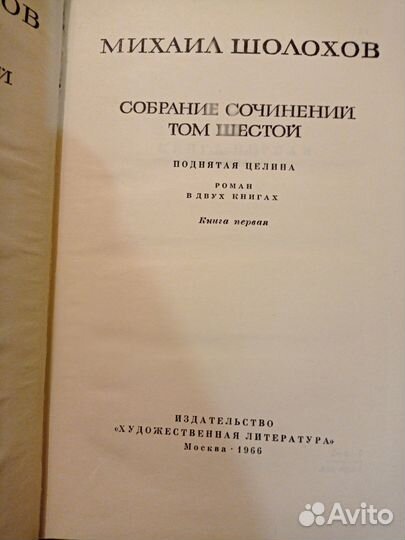 ОВ
И
МИХАИЛ ШОЛОХОВ
СОБРАНИЕ СОЧИНЕНИЙ
ТОМ ШЕСТОЙ
ПОДНЯТАЯ ЦЕЛИНА
РОМАН
В ДВУХ КНИГАХ
Книга первая
ИЗДАТЕЛЬСТВО
«ХУДОЖЕСТВЕННАЯ ЛИТЕРАТУРА»
Москва · 1966
Avito